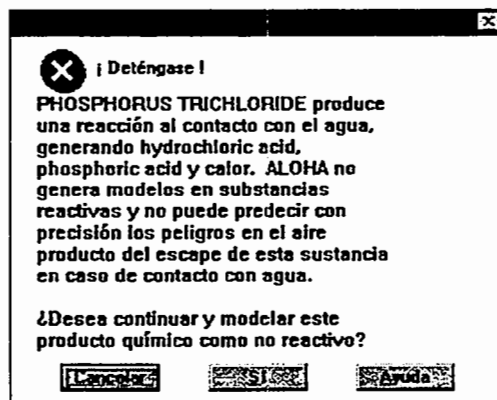 ¡ Deténgase !
PHOSPHORUS TRICHLORIDE produce
una reacción al contacto con el agua,
generando hydrochloric acid,
phosphoric acid y calor. ALOHA no
genera modelos en substancias
reactivas y no puede predecir con
precisión los peligros en el aire
producto del escape de esta sustancia
en caso de contacto con agua.
¿Desea continuar y modelar este
producto químico como no reactivo?
Cancelar Sí Ayuda